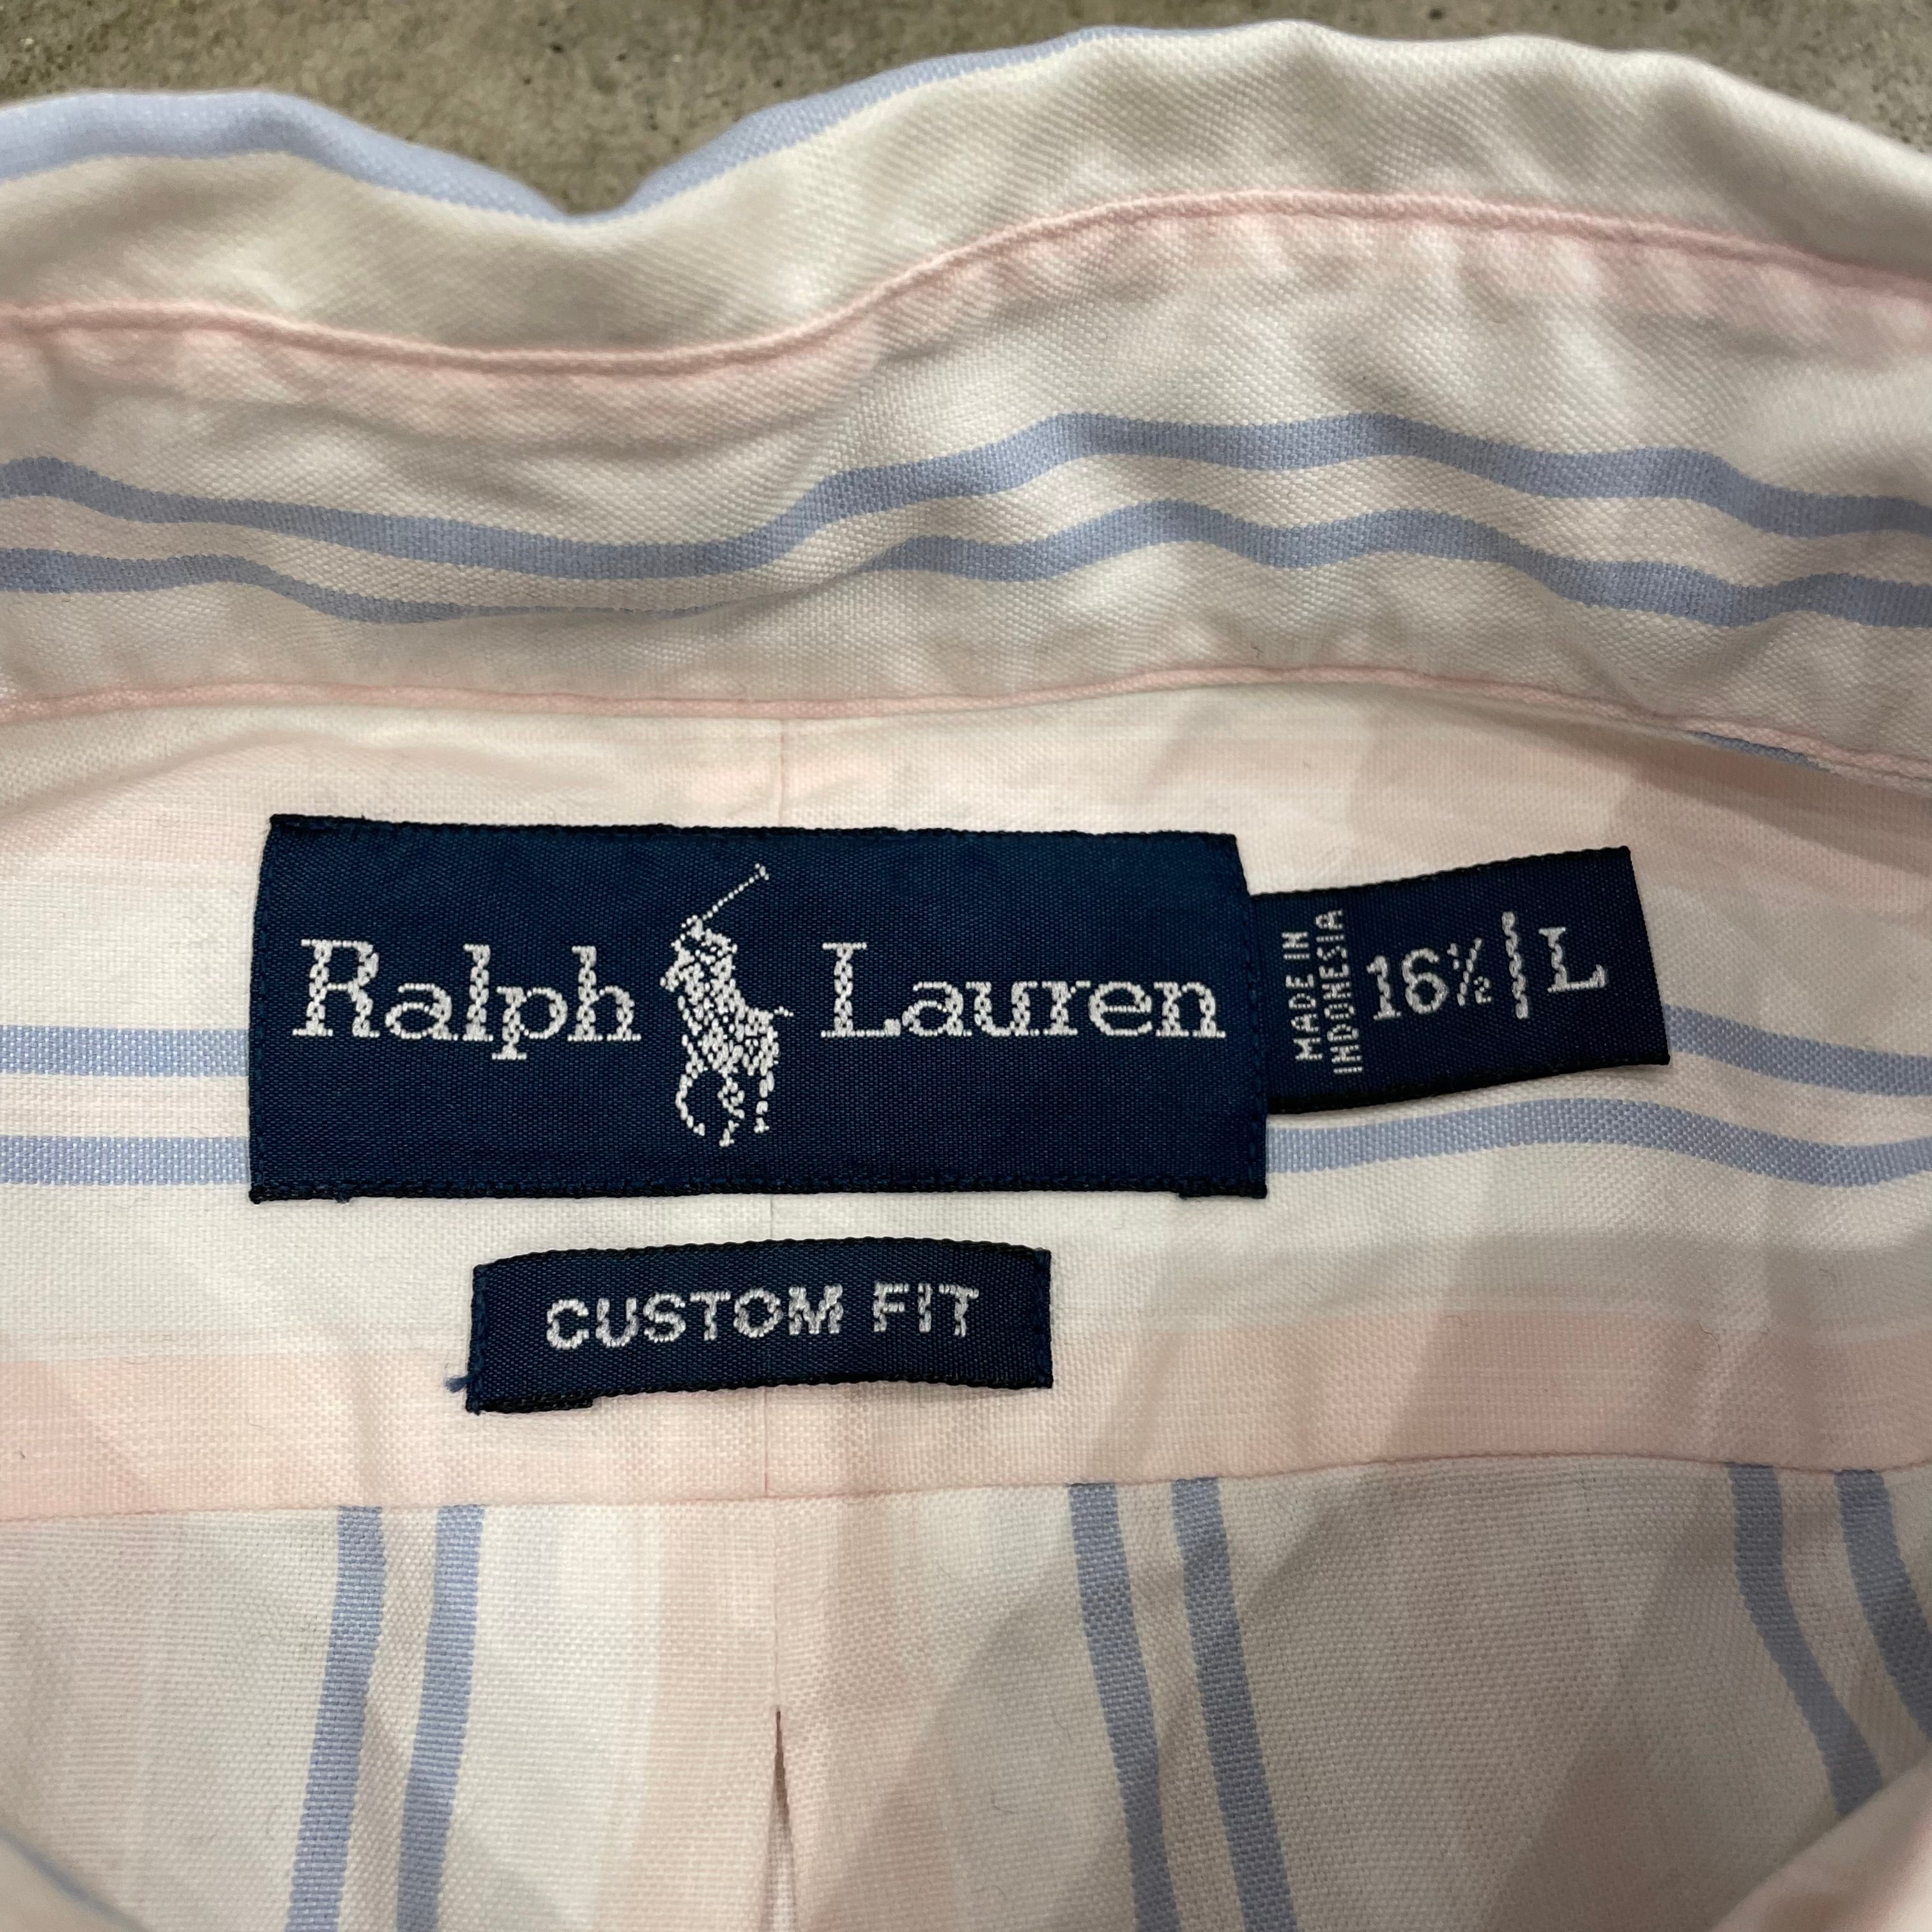 Ralph Lauren
MADE IN
INDONESIA
16½ | L
CUSTOM FIT